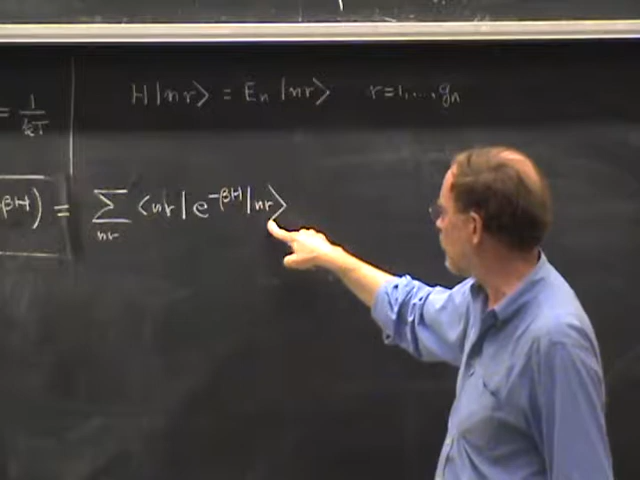 H|nr⟩ = Eₙ|nr⟩ r=1,...,gₙ
= 1/kT
βH) = ∑ₙᵣ ⟨nr|e^{-βH}|nr⟩